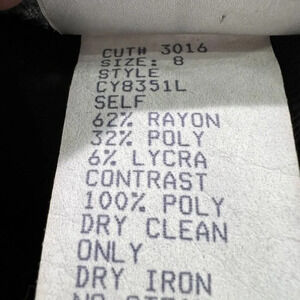 CUT# 3016
SIZE: 8
STYLE
CY8351L
SELF
62% RAYON
32% POLY
6% LYCRA
CONTRAST
100% POLY
DRY CLEAN
ONLY
DRY IRON